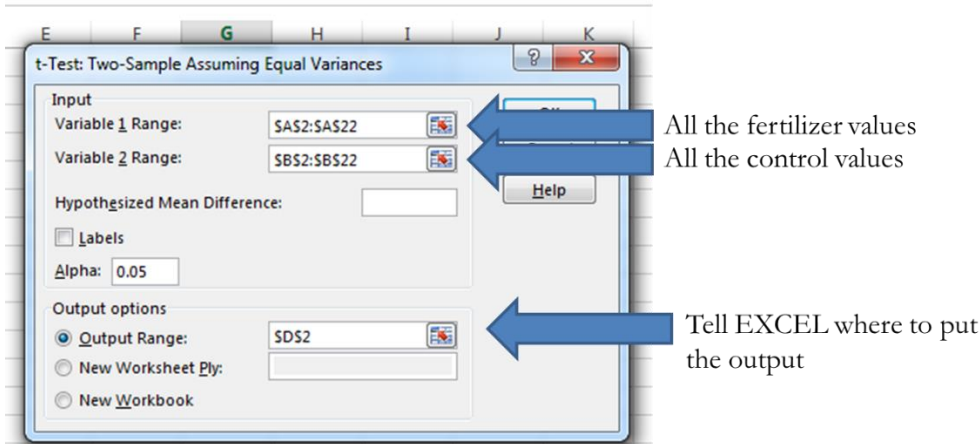 E F G H I J K
t-Test: Two-Sample Assuming Equal Variances
Input
Variable 1 Range: $A$2:$A$22
All the fertilizer values
Variable 2 Range: $B$2:$B$22
All the control values
Help
Hypothesized Mean Difference:
Labels
Alpha: 0.05
Output options
Output Range: $D$2
Tell EXCEL where to put
the output
New Worksheet Ply:
New Workbook